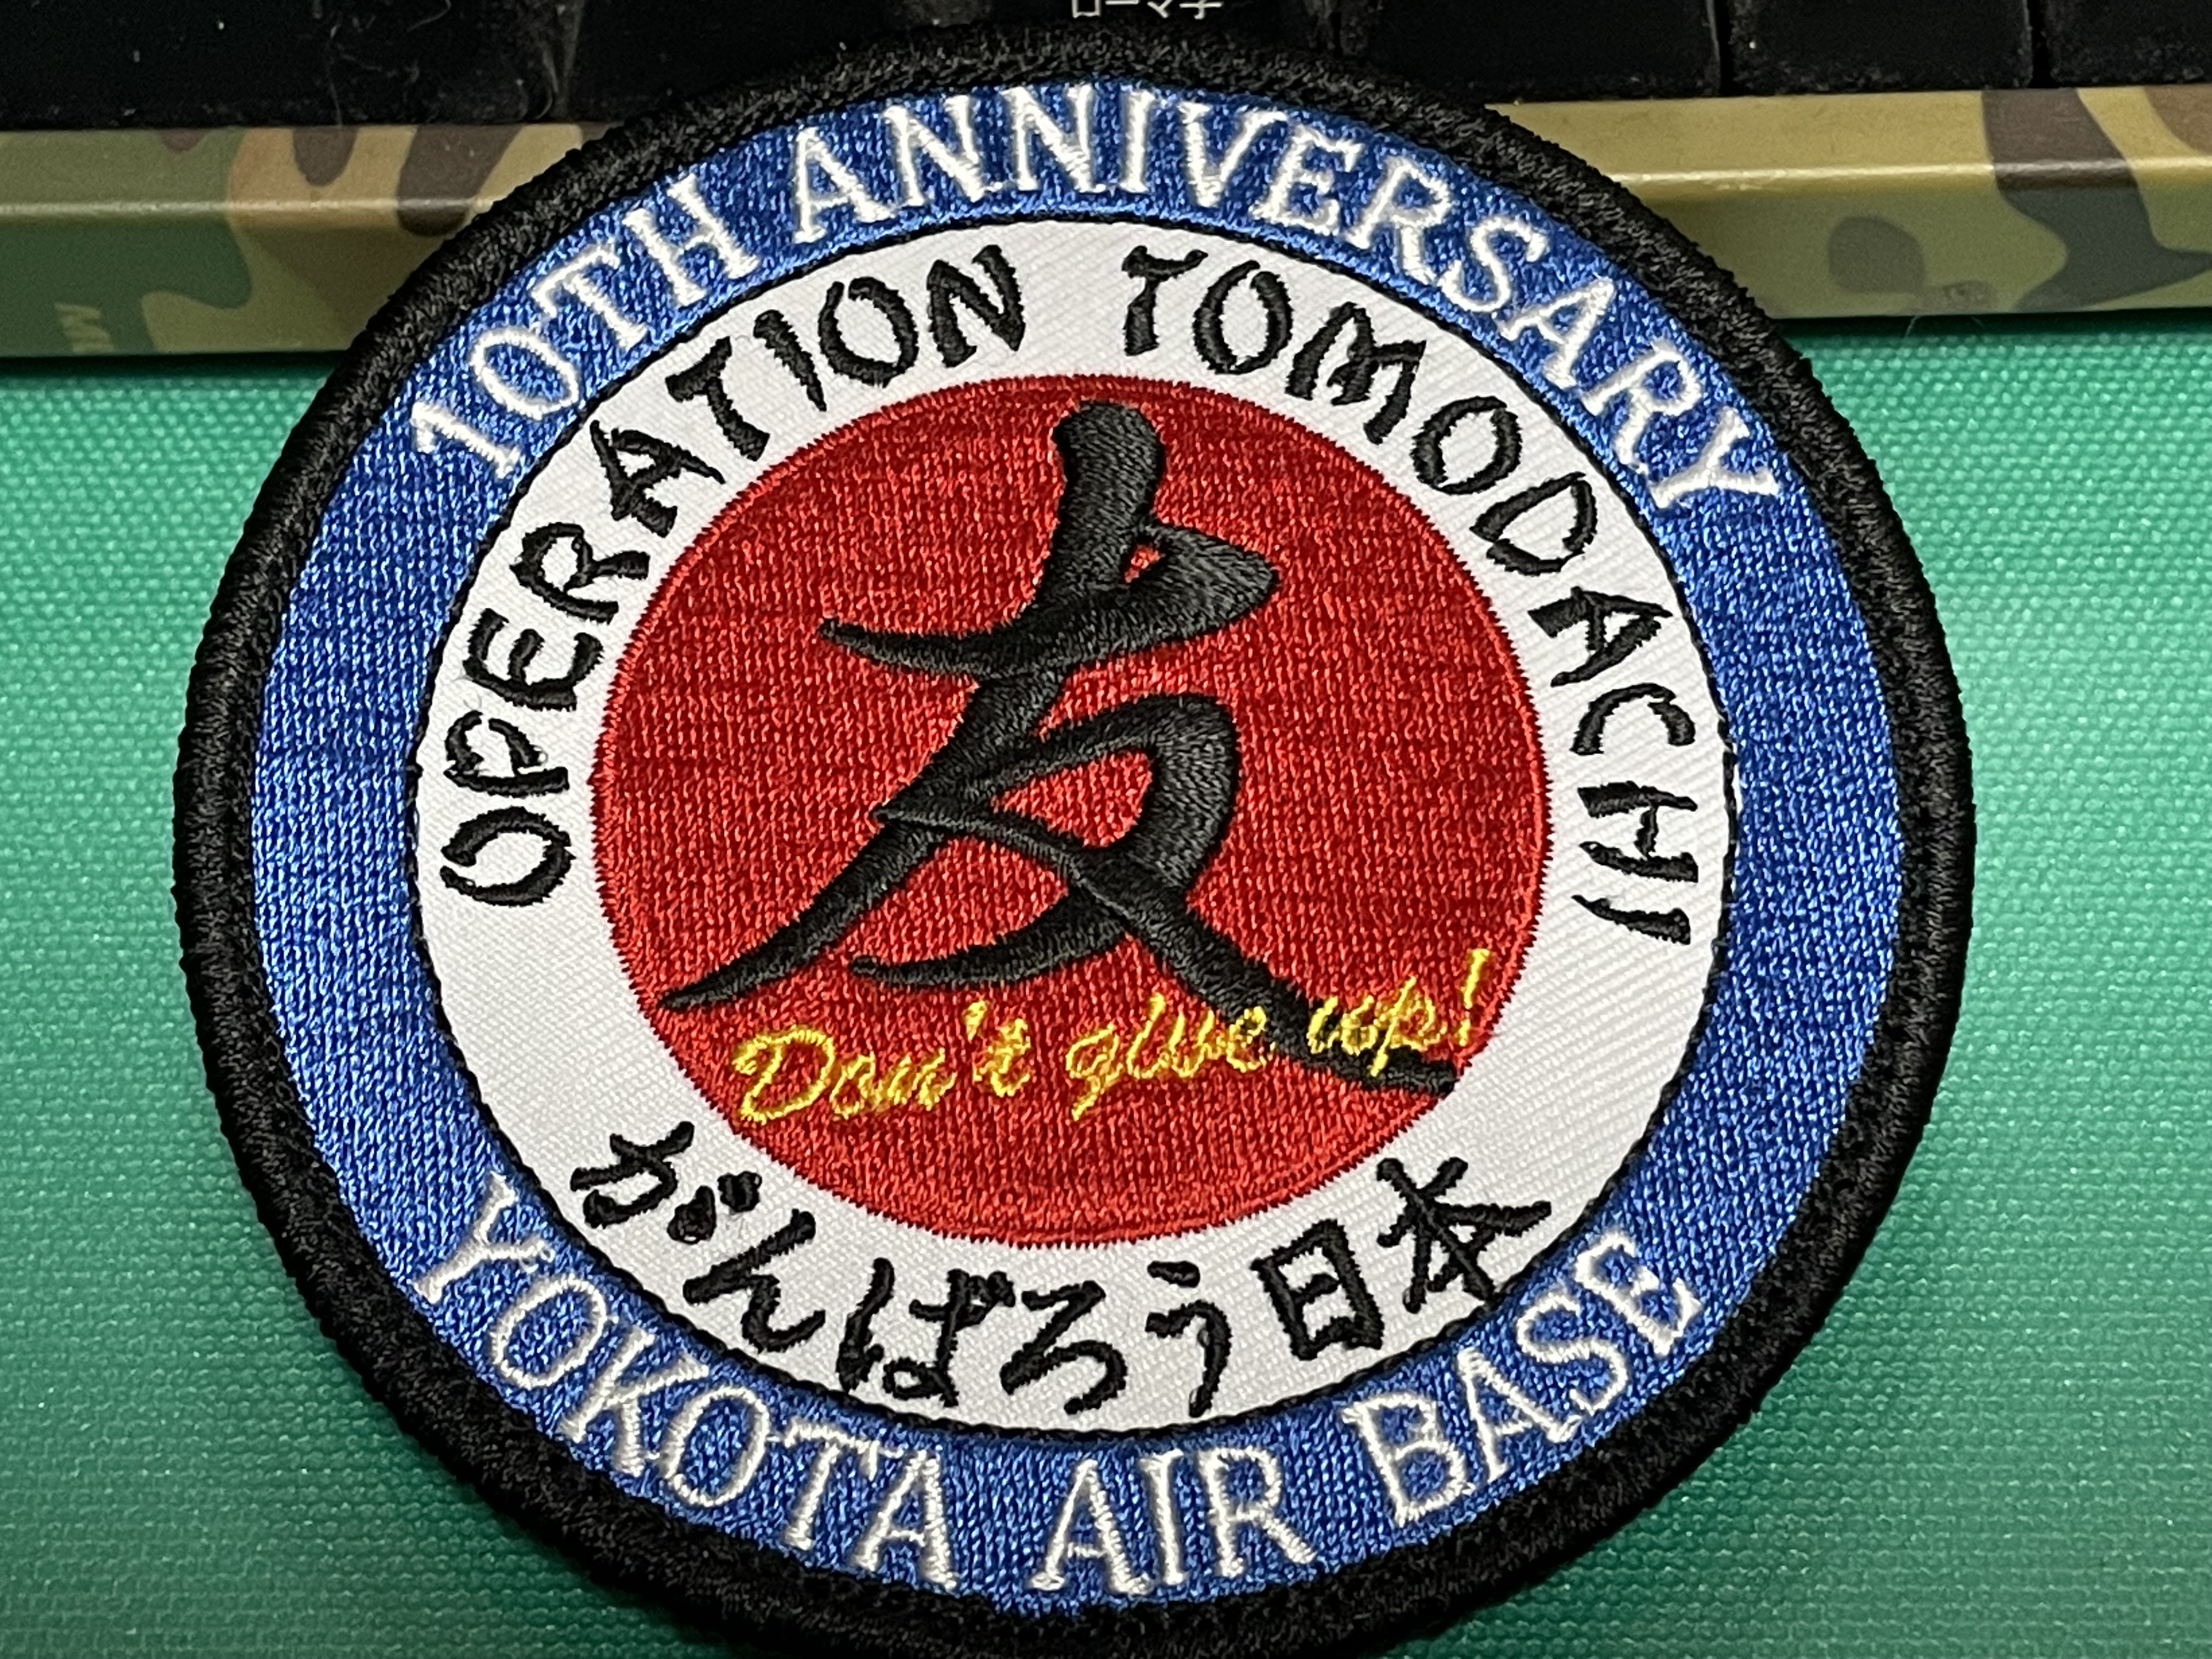 10TH ANNIVERSARY
OPERATION TOMODACHI
友
Don't give up!
がんばろう日本
YOKOTA AIR BASE